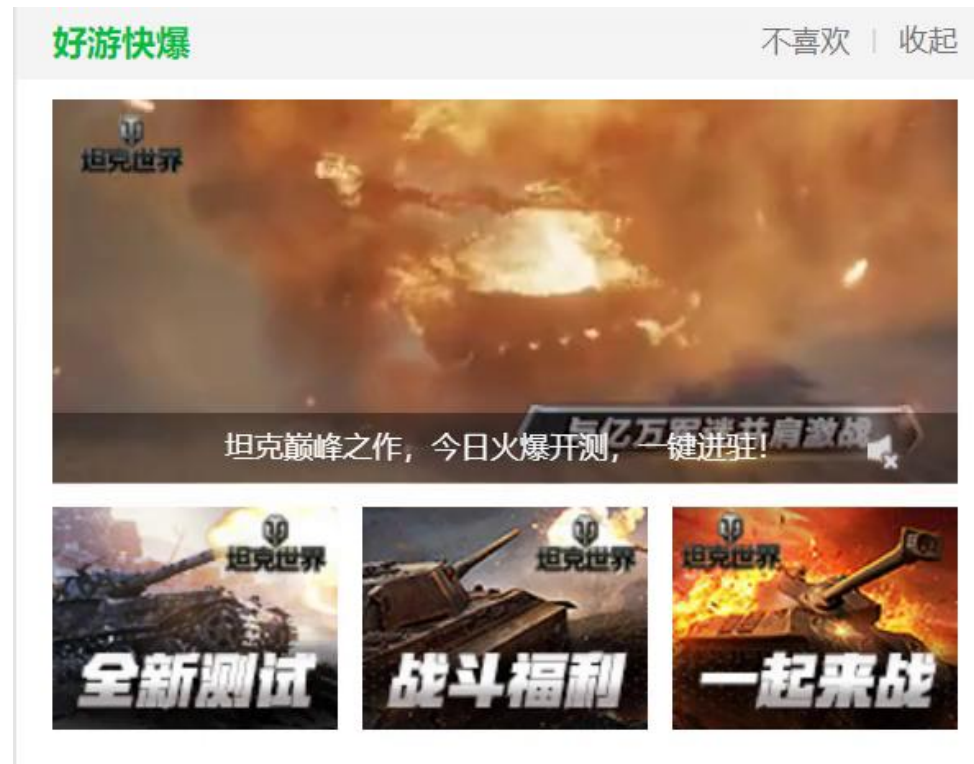 好游快爆
不喜欢 | 收起
坦克世界
与亿万军迷并肩激战
坦克巅峰之作，今日火爆开测，一键进驻！
坦克世界
全新测试
坦克世界
战斗福利
坦克世界
一起来战